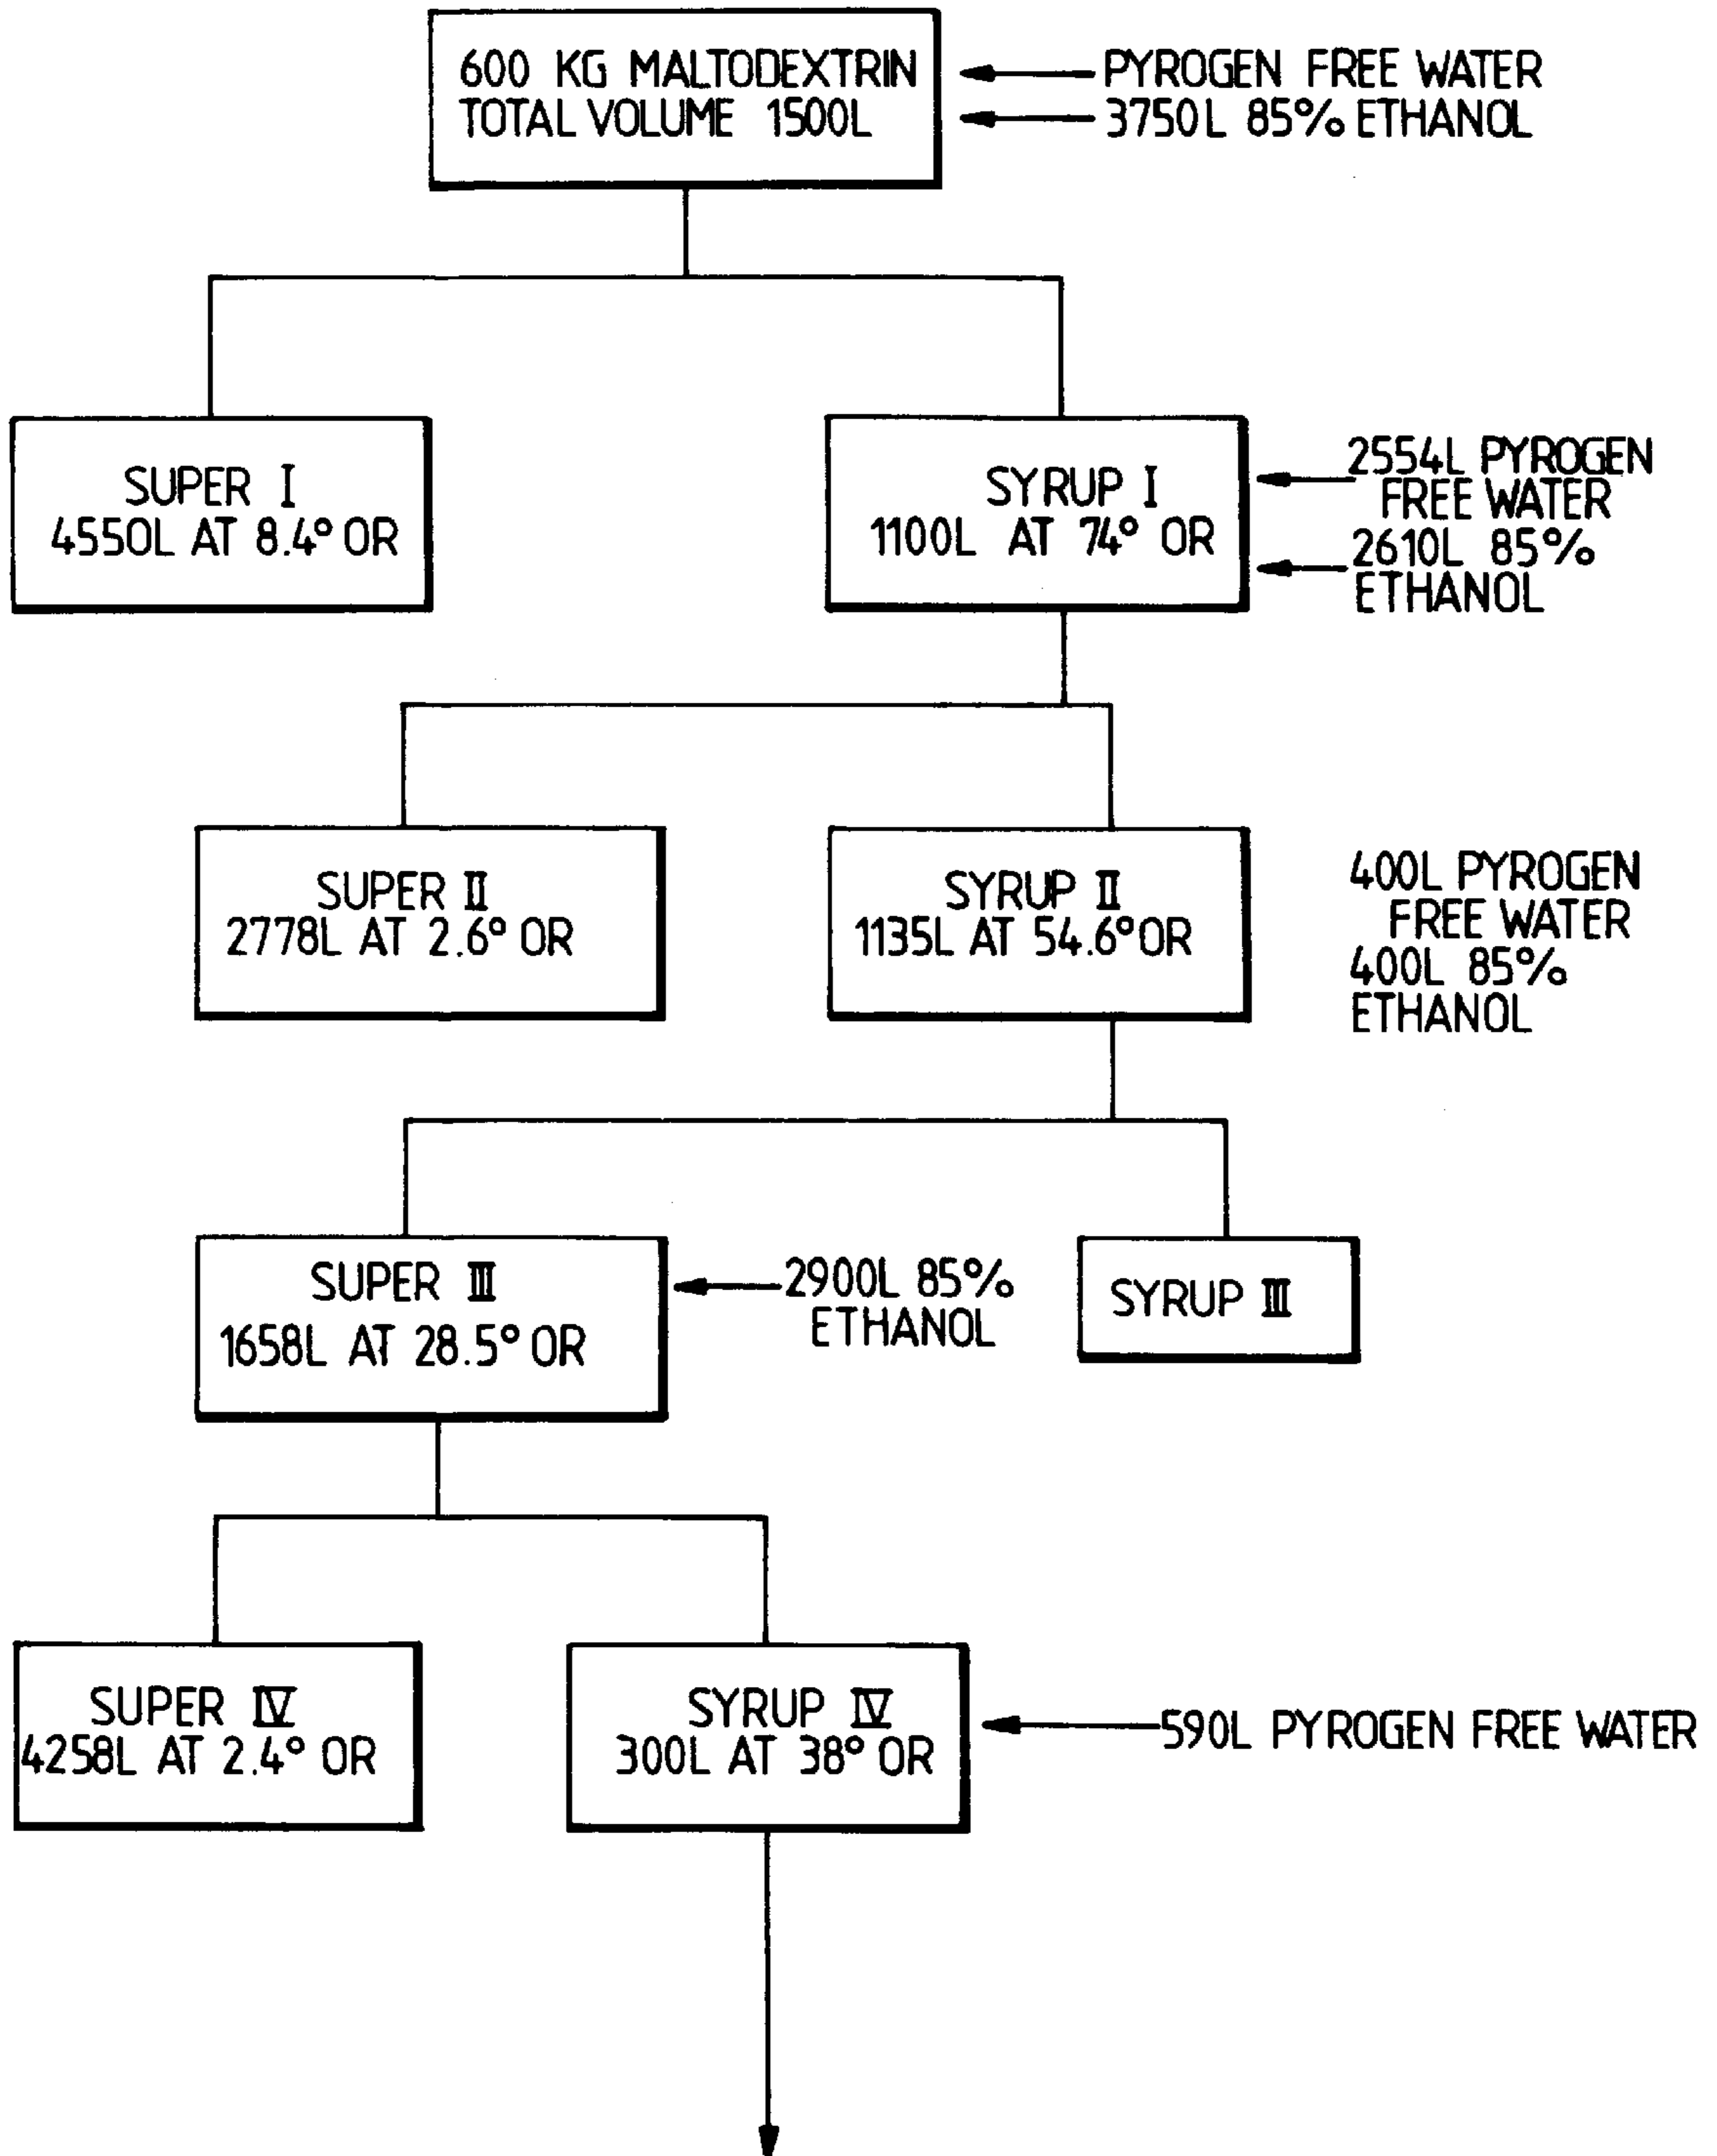 600 KG MALTODEXTRIN
TOTAL VOLUME 1500L
PYROGEN FREE WATER
3750L 85% ETHANOL
SUPER I
4550L AT 8.4° OR
SYRUP I
1100L AT 74° OR
2554L PYROGEN
FREE WATER
2610L 85%
ETHANOL
SUPER II
2778L AT 2.6° OR
SYRUP II
1135L AT 54.6° OR
400L PYROGEN
FREE WATER
400L 85%
ETHANOL
SUPER III
1658L AT 28.5° OR
2900L 85%
ETHANOL
SYRUP III
SUPER IV
4258L AT 2.4° OR
SYRUP IV
300L AT 38° OR
590L PYROGEN FREE WATER